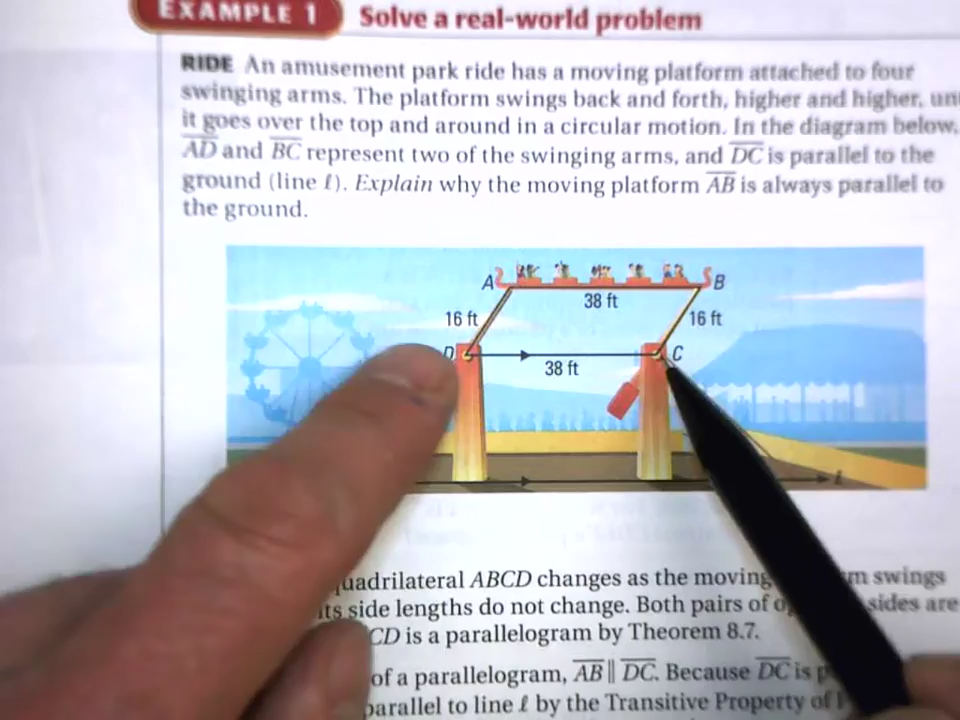 EXAMPLE 1 Solve a real-world problem
RIDE An amusement park ride has a moving platform attached to four
swinging arms. The platform swings back and forth, higher and higher, unt
it goes over the top and around in a circular motion. In the diagram below,
AD and BC represent two of the swinging arms, and DC is parallel to the
ground (line ℓ). Explain why the moving platform AB is always parallel to
the ground.
A B
38 ft
16 ft 16 ft
D C
38 ft
ℓ
uadrilateral ABCD changes as the moving m swings
its side lengths do not change. Both pairs of o sides are
CD is a parallelogram by Theorem 8.7.
of a parallelogram, AB ∥ DC. Because DC is p
parallel to line ℓ by the Transitive Property of